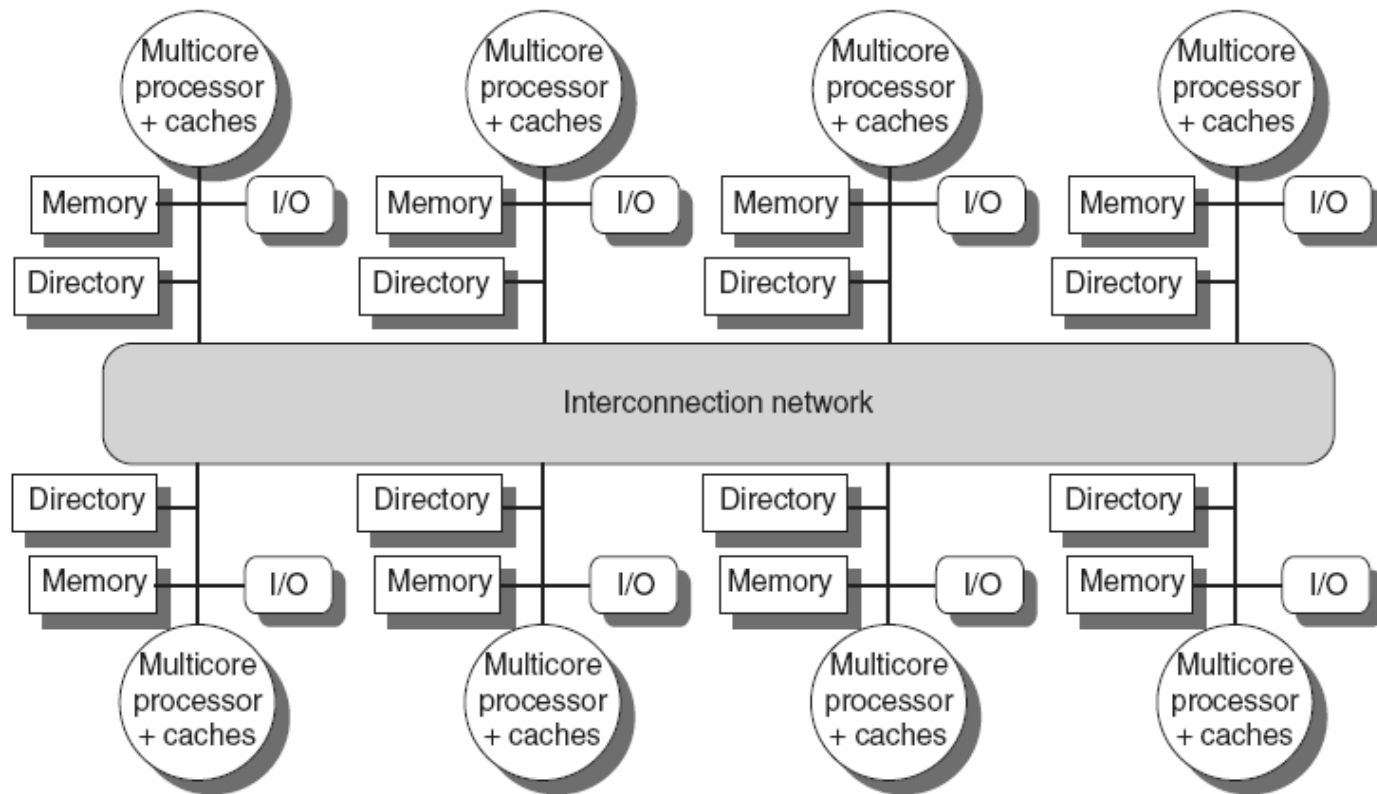 Multicore
processor
+ caches
Multicore
processor
+ caches
Multicore
processor
+ caches
Multicore
processor
+ caches
Memory
I/O
Memory
I/O
Memory
I/O
Memory
I/O
Directory
Directory
Directory
Directory
Interconnection network
Directory
Directory
Directory
Directory
Memory
I/O
Memory
I/O
Memory
I/O
Memory
I/O
Multicore
processor
+ caches
Multicore
processor
+ caches
Multicore
processor
+ caches
Multicore
processor
+ caches